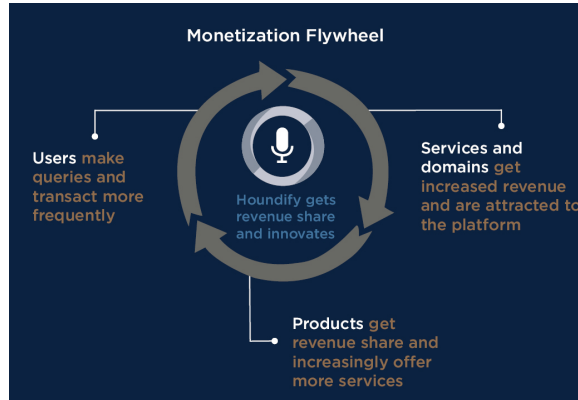 Monetization Flywheel
Users make
queries and
transact more
frequently
Houndify gets
revenue share
and innovates
Services and
domains get
increased revenue
and are attracted to
the platform
Products get
revenue share and
increasingly offer
more services